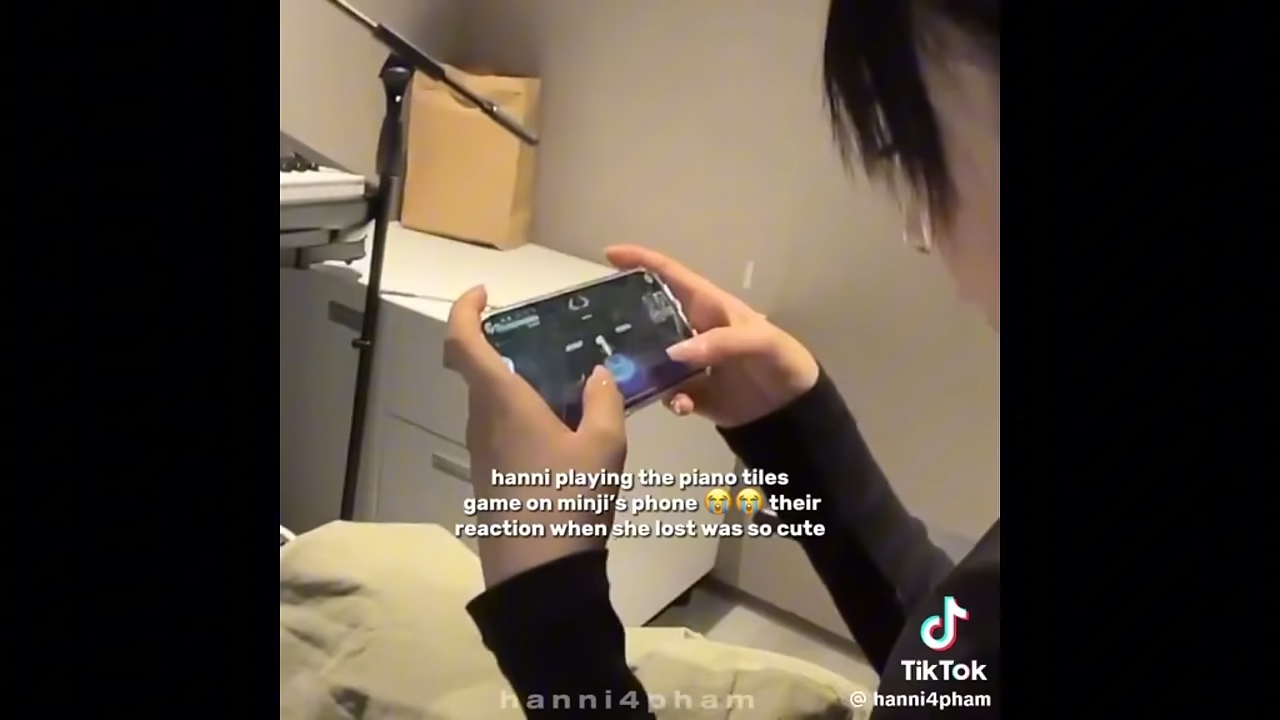 hanni playing the piano tiles
game on minji's phone 😭😭 their
reaction when she lost was so cute
TikTok
@ hanni4pham
hanni4pham